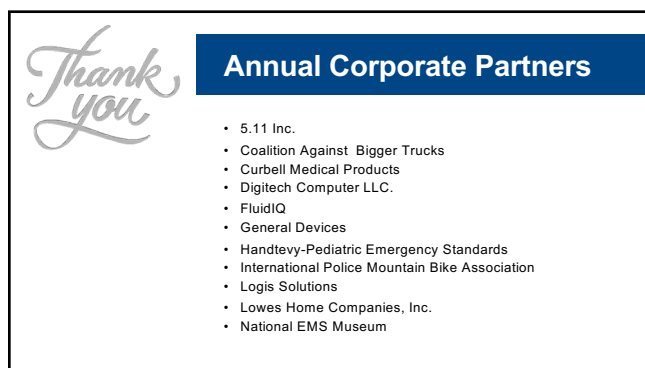 Thank
you
Annual Corporate Partners
• 5.11 Inc.
• Coalition Against  Bigger Trucks
• Curbell Medical Products
• Digitech Computer LLC.
• FluidIQ
• General Devices
• Handtevy-Pediatric Emergency Standards
• International Police Mountain Bike Association
• Logis Solutions
• Lowes Home Companies, Inc.
• National EMS Museum